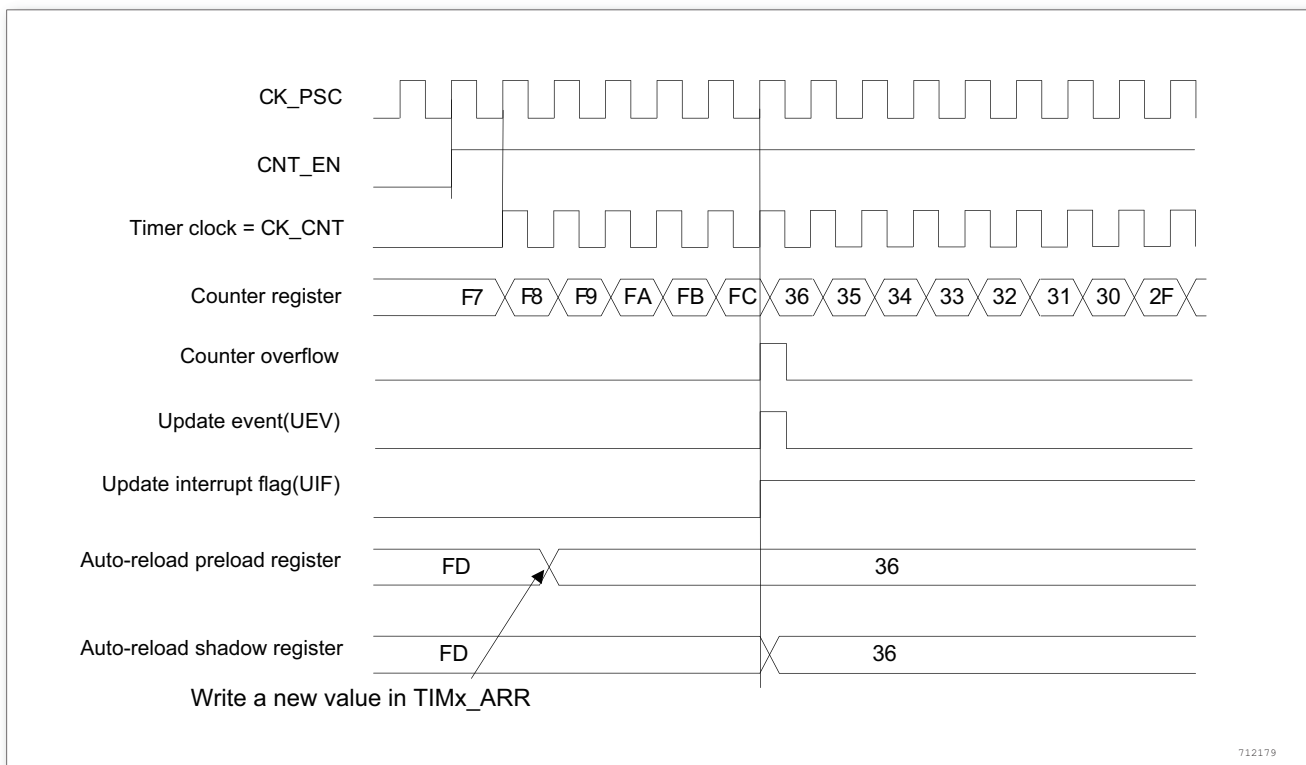 CK_PSC
CNT_EN
Timer clock = CK_CNT
Counter register F7 F8 F9 FA FB FC 36 35 34 33 32 31 30 2F
Counter overflow
Update event(UEV)
Update interrupt flag(UIF)
Auto-reload preload register FD 36
Auto-reload shadow register FD 36
Write a new value in TIMx_ARR
712179